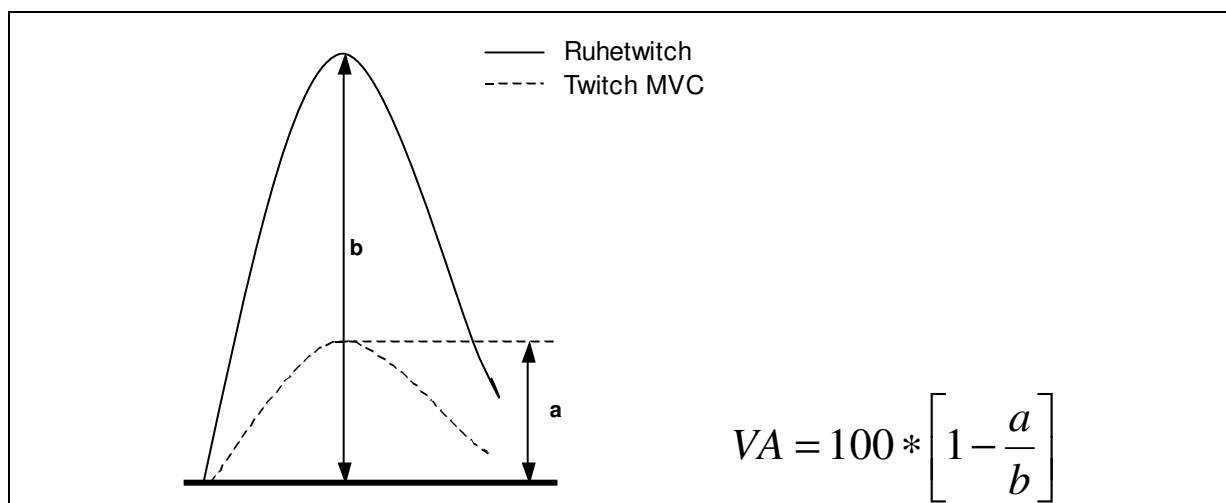 Ruhetwitch
Twitch MVC
b
a
VA = 100 * [1 - a/b]